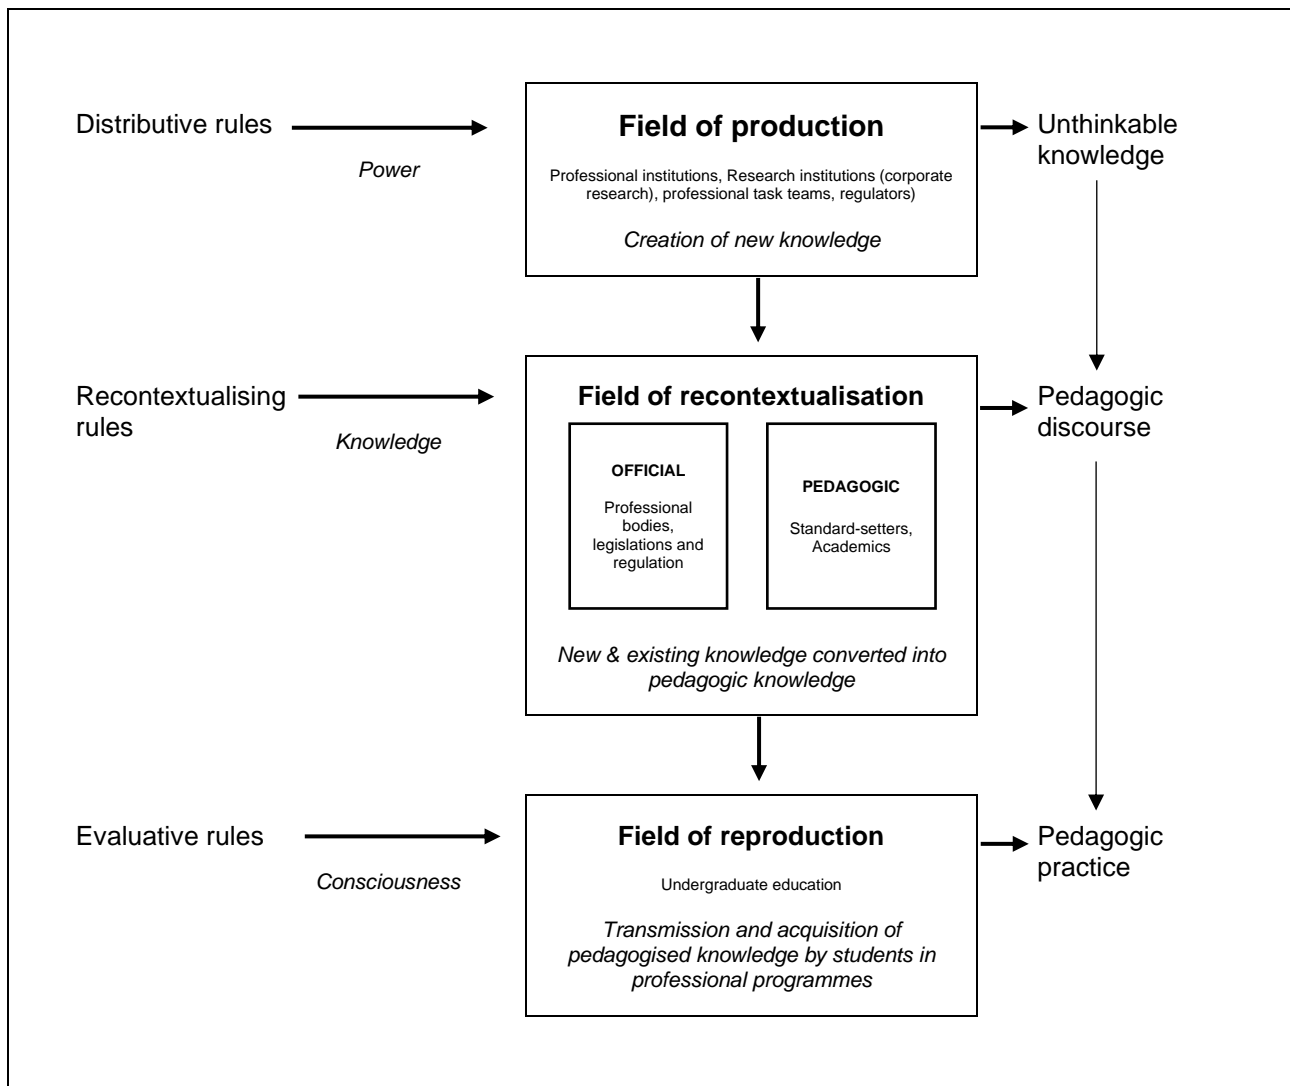 Distributive rules
Power
Field of production
Professional institutions, Research institutions (corporate
research), professional task teams, regulators)
Creation of new knowledge
Unthinkable
knowledge
Recontextualising
rules
Knowledge
Field of recontextualisation
OFFICIAL
Professional
bodies,
legislations and
regulation
PEDAGOGIC
Standard-setters,
Academics
New & existing knowledge converted into
pedagogic knowledge
Pedagogic
discourse
Evaluative rules
Consciousness
Field of reproduction
Undergraduate education
Transmission and acquisition of
pedagogised knowledge by students in
professional programmes
Pedagogic
practice